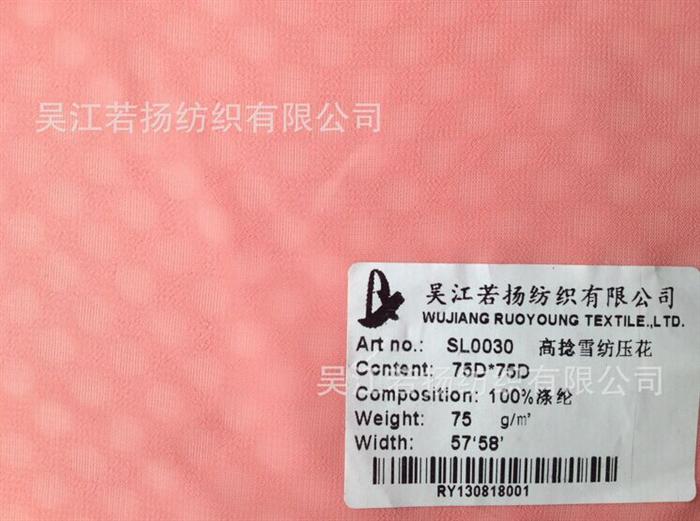 吴江若扬纺织有限公司
吴江若扬纺织有限公司
WUJIANG RUOYOUNG TEXTILE.,LTD.
Art no.: SL0030 高捻雪纺压花
Content: 75D*75D
吴江若扬纺织有限公司
Composition: 100%涤纶
Weight: 75 g/m²
Width: 57'58'
RY130818001